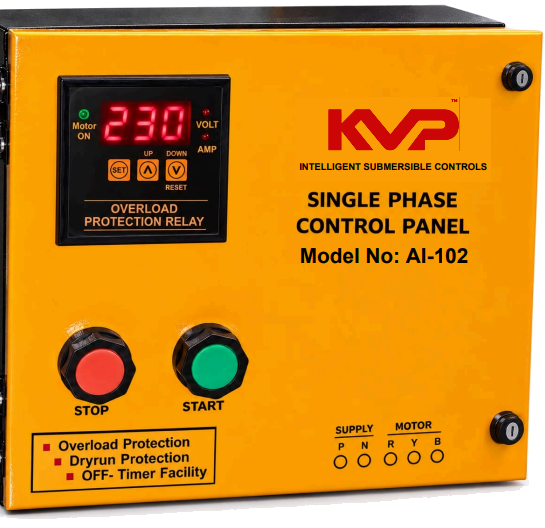 230
Motor
ON
VOLT
AMP
UP DOWN
SET
RESET
OVERLOAD
PROTECTION RELAY
KVP™
INTELLIGENT SUBMERSIBLE CONTROLS
SINGLE PHASE
CONTROL PANEL
Model No: AI-102
STOP
START
Overload Protection
Dryrun Protection
OFF- Timer Facility
SUPPLY MOTOR
P N R Y B